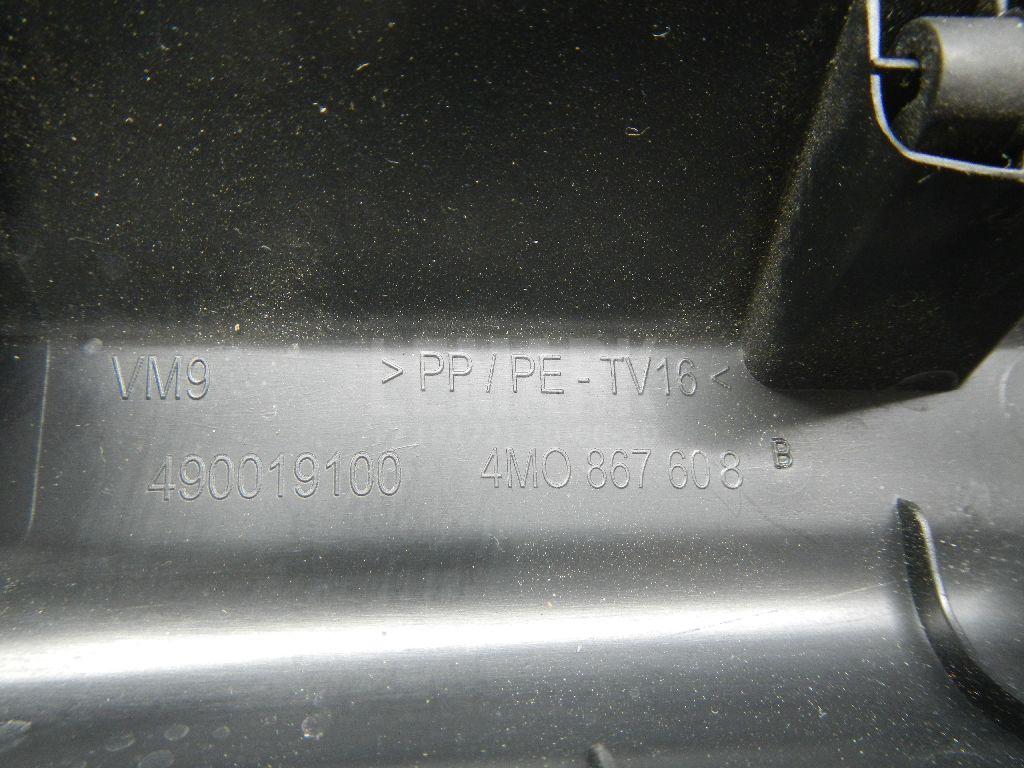 VM9 > PP / PE - TV16 <
490019100 4M0 867 608 B